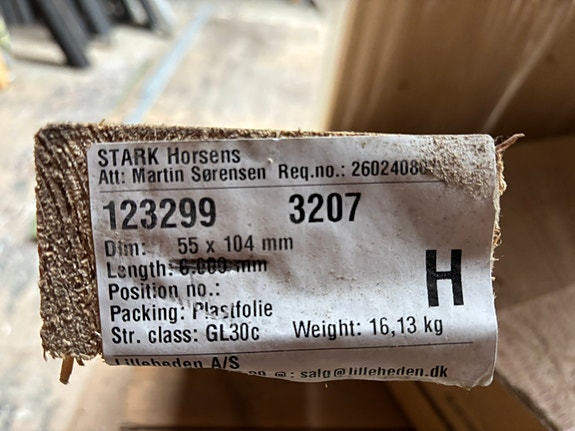 STARK Horsens
Att: Martin Sørensen Req.no.: 26024080
123299 3207
Dim: 55 x 104 mm
Length: 6.000 mm
Position no.:
Packing: Plastfolie
H
Str. class: GL30c Weight: 16,13 kg
Lilleheden A/S
@: salg@lilleheden.dk